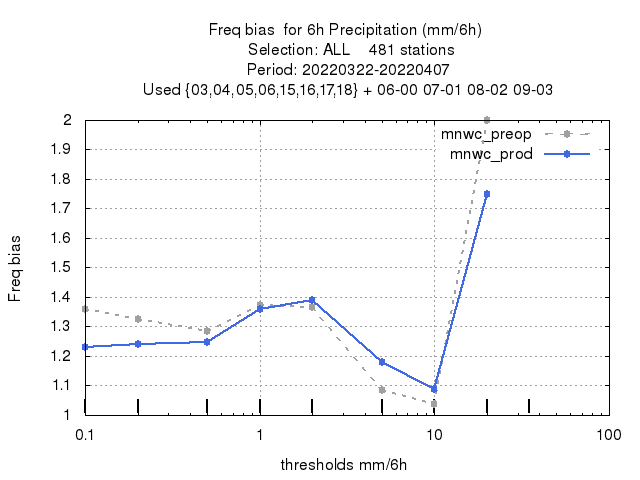 Freq bias  for 6h Precipitation (mm/6h)
Selection: ALL    481 stations
Period: 20220322-20220407
Used {03,04,05,06,15,16,17,18} + 06-00 07-01 08-02 09-03
mnwc_preop
mnwc_prod
2
1.9
1.8
1.7
1.6
1.5
1.4
1.3
1.2
1.1
1
Freq bias
0.1
1
10
100
thresholds mm/6h